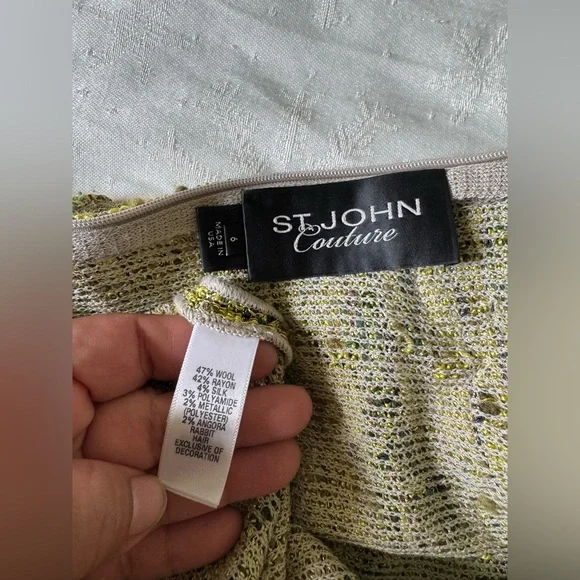 ST. JOHN
Couture
6
MADE IN
USA
47% WOOL
42% RAYON
4% SILK
3% POLYAMIDE
2% METALLIC
(POLYESTER)
2% ANGORA
RABBIT
HAIR
EXCLUSIVE OF
DECORATION